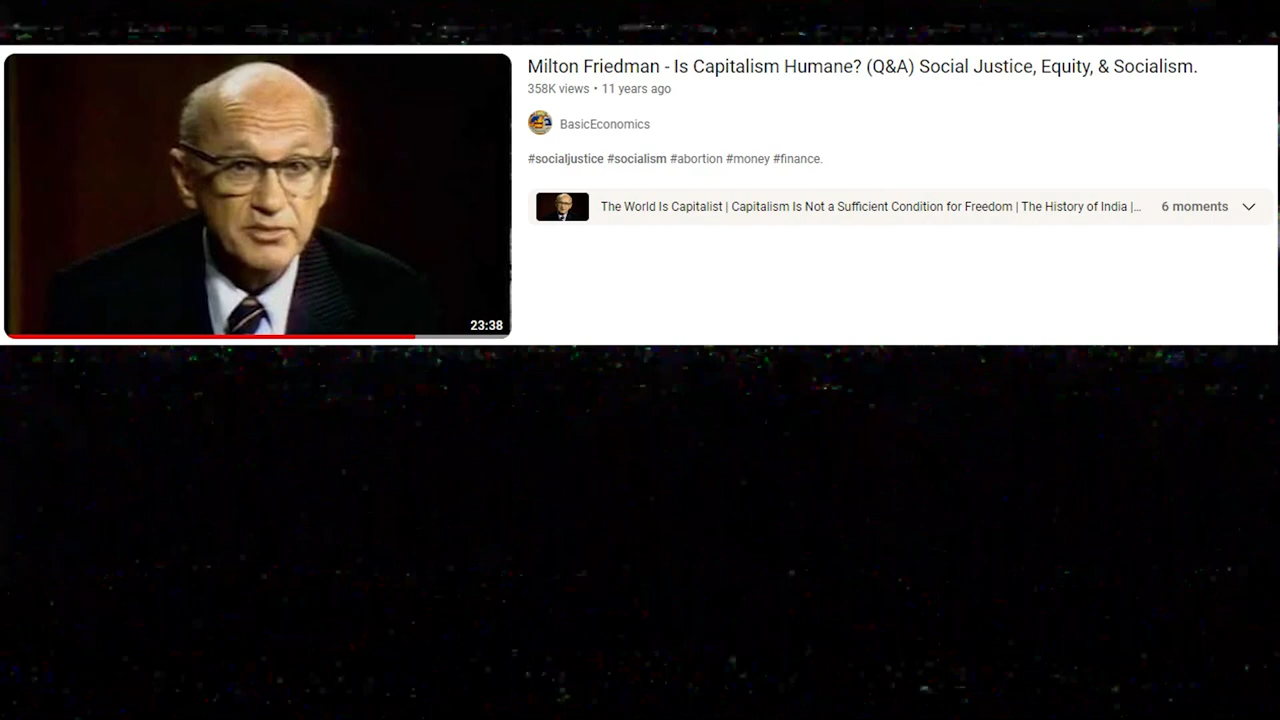 Milton Friedman - Is Capitalism Humane? (Q&A) Social Justice, Equity, & Socialism.
358K views • 11 years ago
BasicEconomics
#socialjustice #socialism #abortion #money #finance.
The World Is Capitalist | Capitalism Is Not a Sufficient Condition for Freedom | The History of India |... 6 moments
23:38